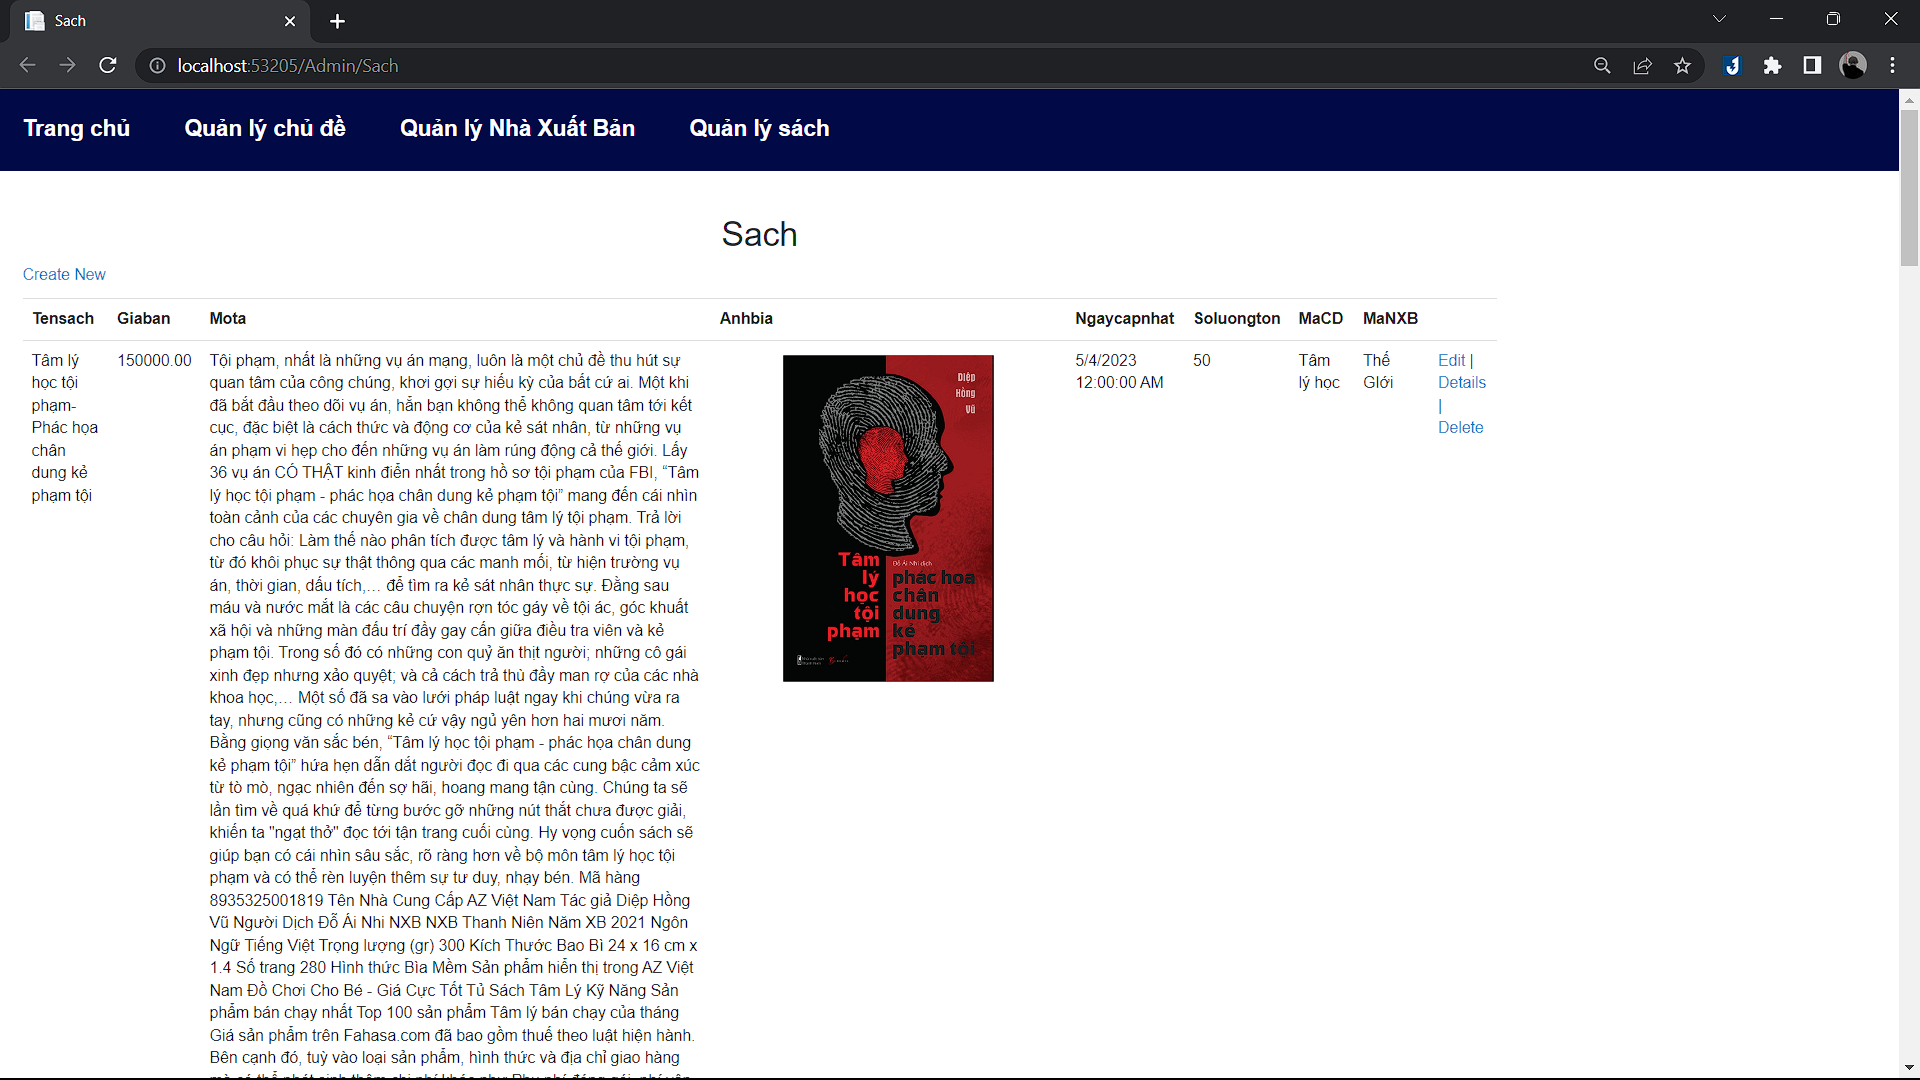 Sach
localhost:53205/Admin/Sach
Trang chủ Quản lý chủ đề Quản lý Nhà Xuất Bản Quản lý sách
Sach
Create New
Tensach Giaban Mota Anhbia Ngaycapnhat Soluongton MaCD MaNXB
Tâm lý
học tội
phạm-
Phác họa
chân
dung kẻ
phạm tội
150000.00
Tội phạm, nhất là những vụ án mạng, luôn là một chủ đề thu hút sự
quan tâm của công chúng, khơi gợi sự hiếu kỳ của bất cứ ai. Một khi
đã bắt đầu theo dõi vụ án, hẳn bạn không thể không quan tâm tới kết
cục, đặc biệt là cách thức và động cơ của kẻ sát nhân, từ những vụ
án phạm vi hẹp cho đến những vụ án làm rúng động cả thế giới. Lấy
36 vụ án CÓ THẬT kinh điển nhất trong hồ sơ tội phạm của FBI, “Tâm
lý học tội phạm - phác họa chân dung kẻ phạm tội” mang đến cái nhìn
toàn cảnh của các chuyên gia về chân dung tâm lý tội phạm. Trả lời
cho câu hỏi: Làm thế nào phân tích được tâm lý và hành vi tội phạm,
từ đó khôi phục sự thật thông qua các manh mối, từ hiện trường vụ
án, thời gian, dấu tích,… để tìm ra kẻ sát nhân thực sự. Đằng sau
máu và nước mắt là các câu chuyện rợn tóc gáy về tội ác, góc khuất
xã hội và những màn đấu trí đầy gay cấn giữa điều tra viên và kẻ
phạm tội. Trong số đó có những con quỷ ăn thịt người; những cô gái
xinh đẹp nhưng xảo quyệt; và cả cách trả thù đầy man rợ của các nhà
khoa học,… Một số đã sa vào lưới pháp luật ngay khi chúng vừa ra
tay, nhưng cũng có những kẻ cứ vậy ngủ yên hơn hai mươi năm.
Bằng giọng văn sắc bén, “Tâm lý học tội phạm - phác họa chân dung
kẻ phạm tội” hứa hẹn dẫn dắt người đọc đi qua các cung bậc cảm xúc
từ tò mò, ngạc nhiên đến sợ hãi, hoang mang tận cùng. Chúng ta sẽ
lần tìm về quá khứ để từng bước gỡ những nút thắt chưa được giải,
khiến ta "ngạt thở" đọc tới tận trang cuối cùng. Hy vọng cuốn sách sẽ
giúp bạn có cái nhìn sâu sắc, rõ ràng hơn về bộ môn tâm lý học tội
phạm và có thể rèn luyện thêm sự tư duy, nhạy bén. Mã hàng
8935325001819 Tên Nhà Cung Cấp AZ Việt Nam Tác giả Diệp Hồng
Vũ Người Dịch Đỗ Ái Nhi NXB NXB Thanh Niên Năm XB 2021 Ngôn
Ngữ Tiếng Việt Trọng lượng (gr) 300 Kích Thước Bao Bì 24 x 16 cm x
1.4 Số trang 280 Hình thức Bìa Mềm Sản phẩm hiển thị trong AZ Việt
Nam Đồ Chơi Cho Bé - Giá Cực Tốt Tủ Sách Tâm Lý Kỹ Năng Sản
phẩm bán chạy nhất Top 100 sản phẩm Tâm lý bán chạy của tháng
Giá sản phẩm trên Fahasa.com đã bao gồm thuế theo luật hiện hành.
Bên cạnh đó, tuỳ vào loại sản phẩm, hình thức và địa chỉ giao hàng
Diệp
Hồng
Vũ
Tâm
lý
học
tội
phạm
Đỗ Ái Nhi dịch
phác họa
chân
dung
kẻ
phạm tội
5/4/2023
12:00:00 AM
50
Tâm
lý học
Thế
Giới
Edit |
Details
|
Delete